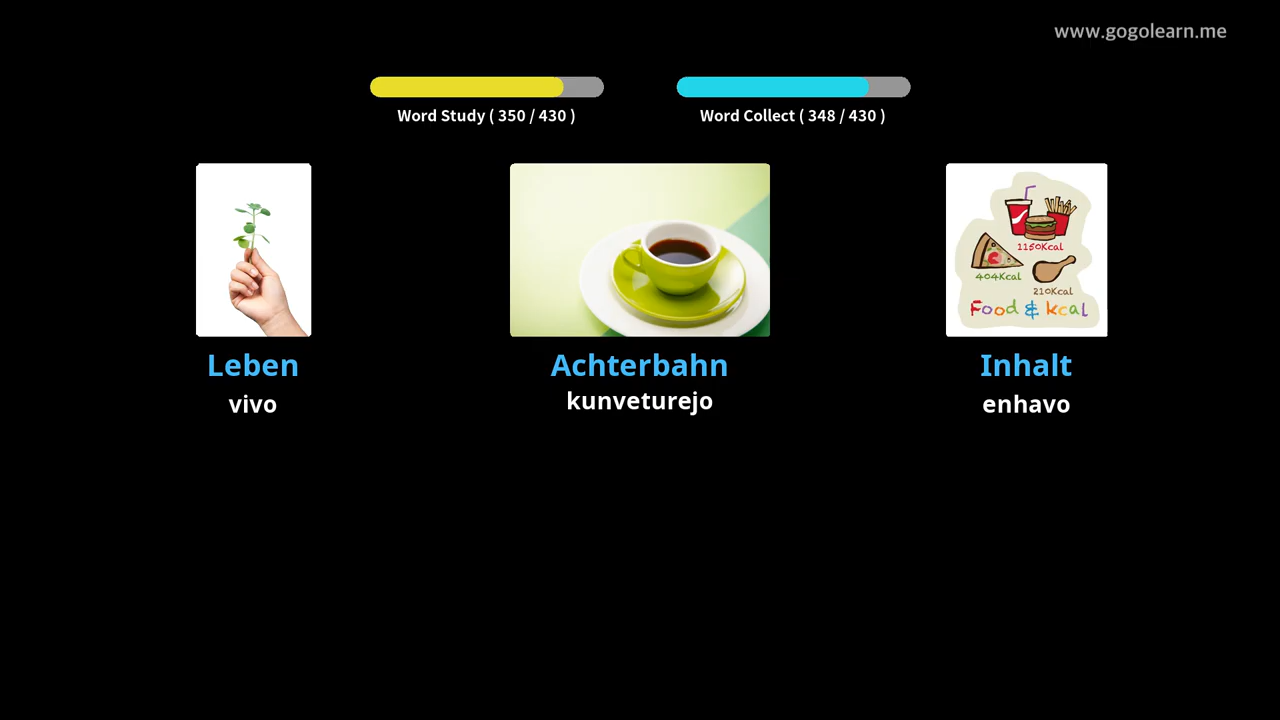 www.gogolearn.me
Word Study ( 350 / 430 )
Word Collect ( 348 / 430 )
1150Kcal
404Kcal
210Kcal
Food & kcal
Leben
Achterbahn
Inhalt
vivo
kunveturejo
enhavo